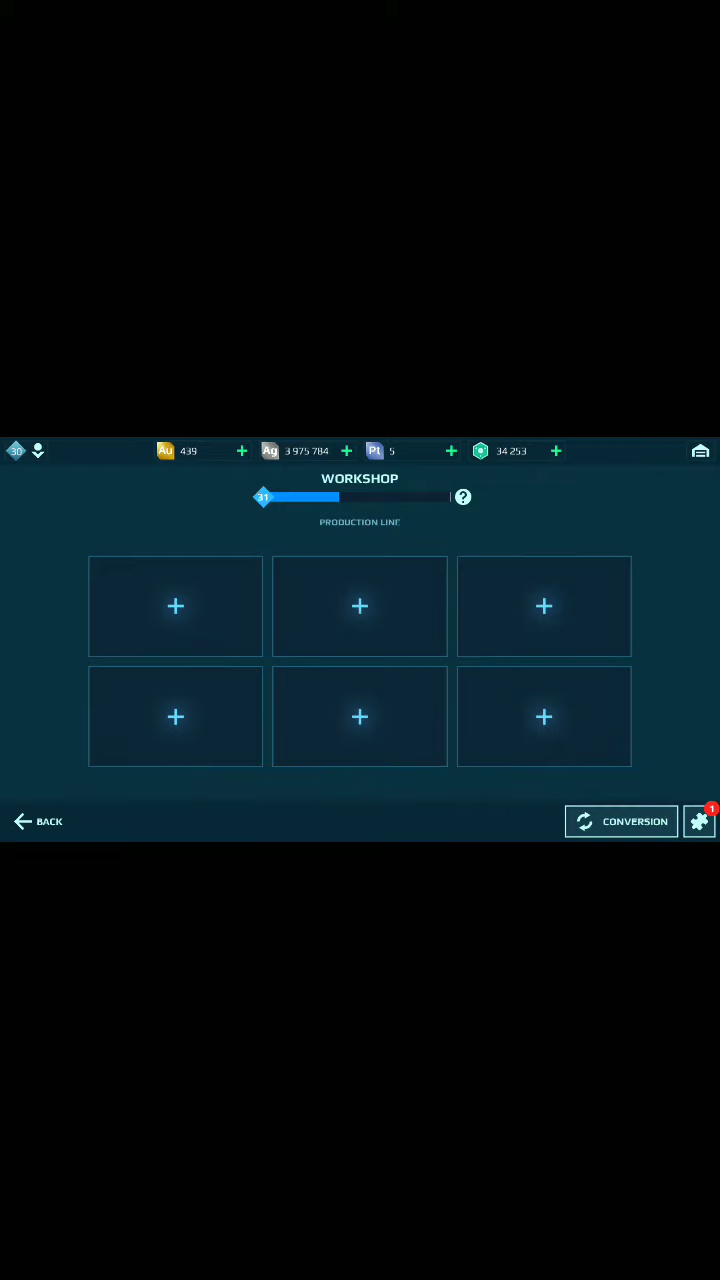 30 Au 439 + Ag 3 975 784 + Pt 5 + 34 253 +
WORKSHOP
31 ?
PRODUCTION LINE
+ + +
+ + +
BACK CONVERSION 1